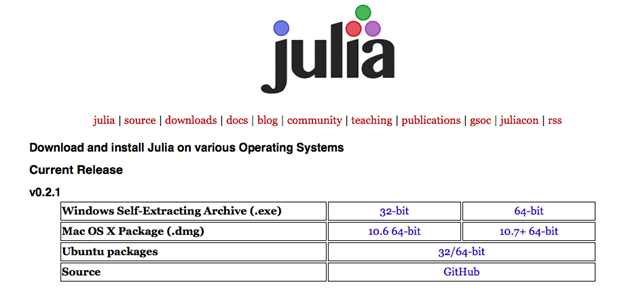 julia
julia | source | downloads | docs | blog | community | teaching | publications | gsoc | juliacon | rss
Download and install Julia on various Operating Systems
Current Release
v0.2.1
Windows Self-Extracting Archive (.exe) 32-bit 64-bit
Mac OS X Package (.dmg) 10.6 64-bit 10.7+ 64-bit
Ubuntu packages 32/64-bit
Source GitHub